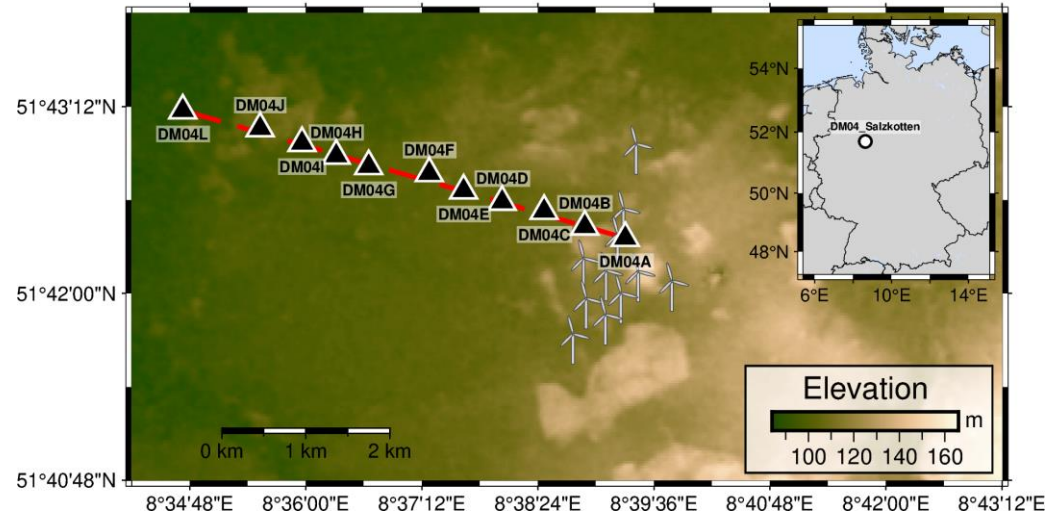 51°43'12"N
51°42'00"N
51°40'48"N
DM04L
DM04J
DM04I
DM04H
DM04G
DM04F
DM04E
DM04D
DM04C
DM04B
DM04A
54°N
52°N
50°N
48°N
DM04_Salzkotten
6°E
10°E
14°E
Elevation
m
100
120
140
160
0 km
1 km
2 km
8°34'48"E
8°36'00"E
8°37'12"E
8°38'24"E
8°39'36"E
8°40'48"E
8°42'00"E
8°43'12"E